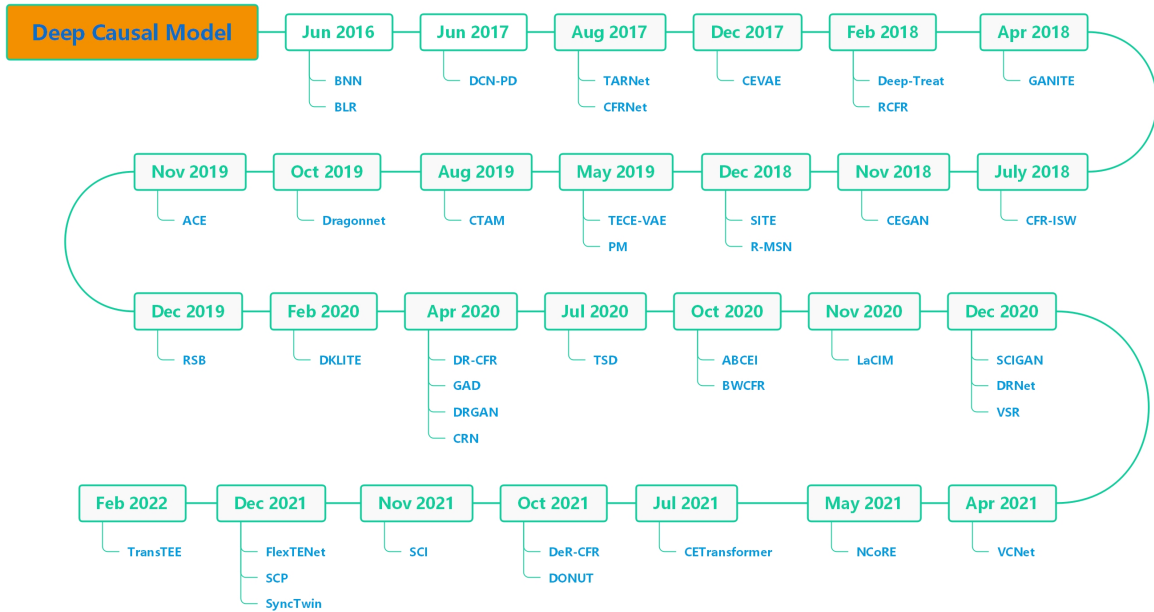 Deep Causal Model
Jun 2016
BNN
BLR
Jun 2017
DCN-PD
Aug 2017
TARNet
CFRNet
Dec 2017
CEVAE
Feb 2018
Deep-Treat
RCFR
Apr 2018
GANITE
July 2018
CFR-ISW
Nov 2018
CEGAN
Dec 2018
SITE
R-MSN
May 2019
TECE-VAE
PM
Aug 2019
CTAM
Oct 2019
Dragonnet
Nov 2019
ACE
Dec 2019
RSB
Feb 2020
DKLITE
Apr 2020
DR-CFR
GAD
DRGAN
CRN
Jul 2020
TSD
Oct 2020
ABCEI
BWCFR
Nov 2020
LaCIM
Dec 2020
SCIGAN
DRNet
VSR
Apr 2021
VCNet
May 2021
NCoRE
Jul 2021
CETransformer
Oct 2021
DeR-CFR
DONUT
Nov 2021
SCI
Dec 2021
FlexTENet
SCP
SyncTwin
Feb 2022
TransTEE